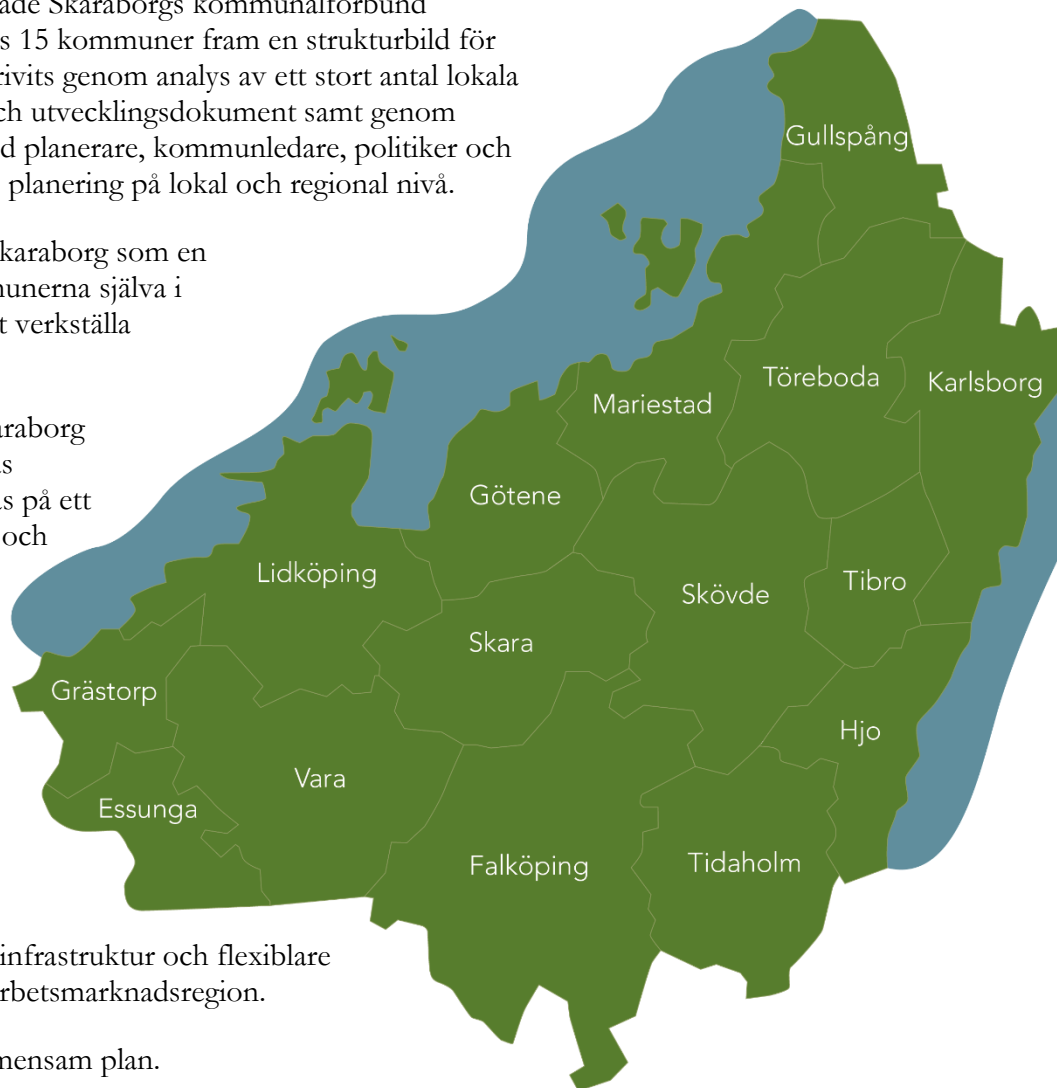 ade Skaraborgs kommunalförbund
s 15 kommuner fram en strukturbild för
rivits genom analys av ett stort antal lokala
ch utvecklingsdokument samt genom
d planerare, kommunledare, politiker och
planering på lokal och regional nivå.
karaborg som en
munerna själva i
t verkställa
araborg
as
as på ett
och
infrastruktur och flexiblare
rbetsmarknadsregion.
mensam plan.
Gullspång
Töreboda
Karlsborg
Mariestad
Götene
Lidköping
Skövde
Tibro
Skara
Grästorp
Hjo
Vara
Essunga
Falköping
Tidaholm